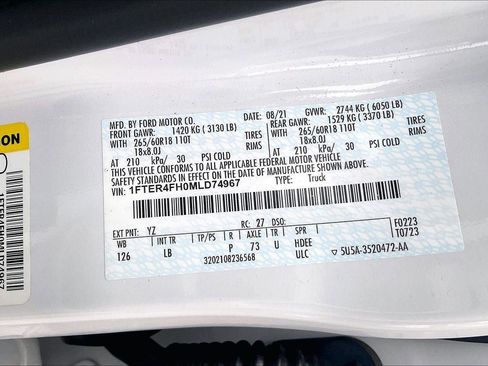 MFD. BY FORD MOTOR CO.
DATE: 08/21 GVWR: 2744 KG (6050 LB)
FRONT GAWR: 1420 KG (3130 LB) REAR GAWR: 1529 KG (3370 LB)
WITH 265/60R18 110T TIRES WITH 265/60R18 110T TIRES
18x8.0J RIMS 18x8.0J RIMS
AT 210 kPa/ 30 PSI COLD AT 210 kPa/ 30 PSI COLD
THIS VEHICLE CONFORMS TO ALL APPLICABLE FEDERAL MOTOR VEHICLE
SAFETY STANDARDS IN EFFECT ON THE DATE OF MANUFACTURE SHOWN ABOVE.
VIN: 1FTER4FH0MLD74967 TYPE: Truck
EXT PNT: YZ RC: 27 DSO: F0223
WB INT TR TP/PS R AXLE TR SPR T0723
126 LB P 73 U HDEE
3202108236568 ULC 5U5A-3520472-AA
ION